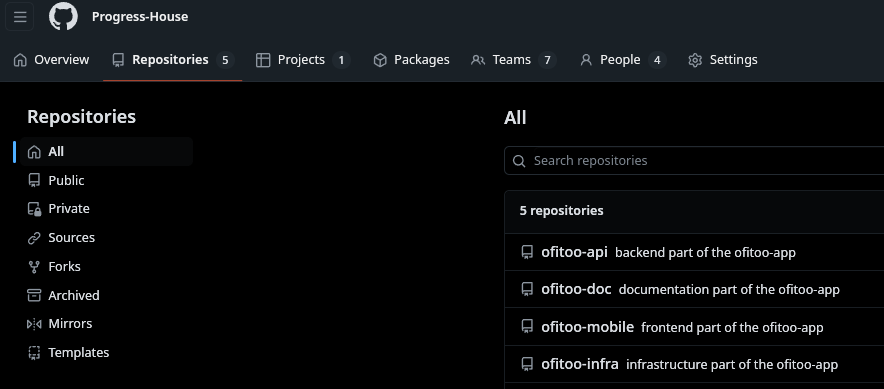 Progress-House
Overview Repositories 5 Projects 1 Packages Teams 7 People 4 Settings
Repositories
All
Public
Private
Sources
Forks
Archived
Mirrors
Templates
All
Search repositories
5 repositories
ofitoo-api backend part of the ofitoo-app
ofitoo-doc documentation part of the ofitoo-app
ofitoo-mobile frontend part of the ofitoo-app
ofitoo-infra infrastructure part of the ofitoo-app